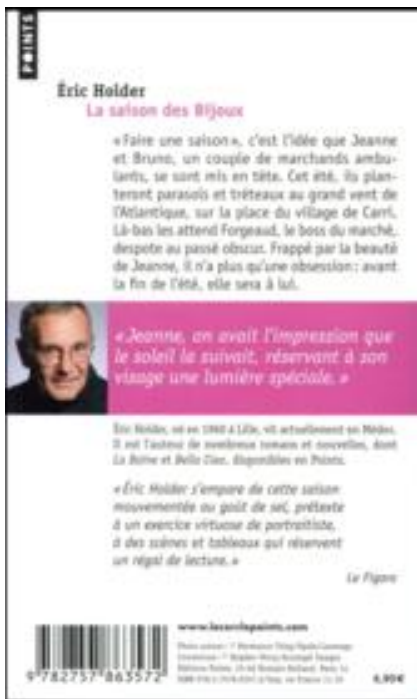 POINTS
Éric Holder
La saison des Bijoux
« Faire une saison », c'est l'idée que Jeanne
et Bruno, un couple de marchands ambu-
lants, se sont mis en tête. Cet été, ils plan-
teront parasols et tréteaux au grand vent de
l'Atlantique, sur la place du village de Carri.
Là-bas les attend Forgeaud, le boss du marché,
despote au passé obscur. Frappé par la beauté
de Jeanne, il n'a plus qu'une obsession : avant
la fin de l'été, elle sera à lui.
« Jeanne, on avait l'impression que
le soleil la suivait, réservant à son
visage une lumière spéciale. »
Éric Holder, né en 1960 à Lille, vit actuellement en Médoc.
Il est l'auteur de nombreux romans et nouvelles, dont
La Baïne et Bella Ciao, disponibles en Points.
« Éric Holder s'empare de cette saison
mouvementée au goût de sel, prétexte
à un exercice virtuose de portraitiste,
à des scènes et tableaux qui réservent
un régal de lecture. »
Le Figaro
www.lecerclepoints.com
9 782757 863572
6,90€